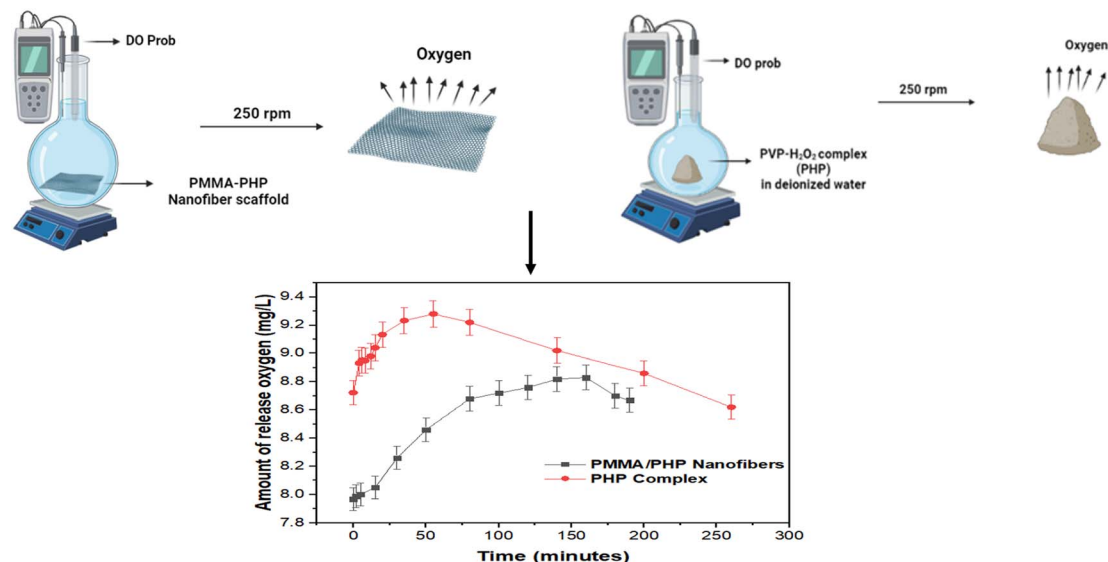 DO Prob
Oxygen
250 rpm
PMMA-PHP
Nanofiber scaffold
DO prob
Oxygen
250 rpm
PVP-H₂O₂ complex
(PHP)
in deionized water
Amount of release oxygen (mg/L)
9.4
9.2
9.0
8.8
8.6
8.4
8.2
8.0
7.8
PMMA/PHP Nanofibers
PHP Complex
0
50
100
150
200
250
300
Time (minutes)